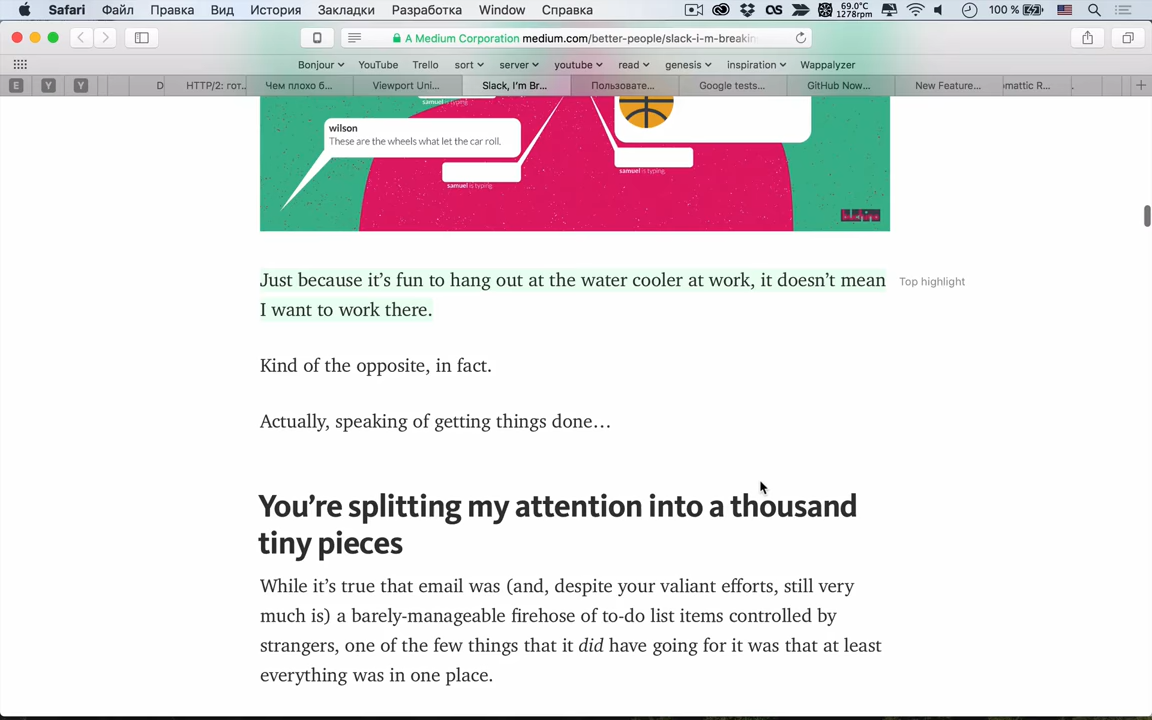 Safari Файл Правка Вид История Закладки Разработка Window Справка 69.0°C 1278rpm 100 %
A Medium Corporation medium.com/better-people/slack-i-m-breakin
Bonjour YouTube Trello sort server youtube read genesis inspiration Wappalyzer
E Y Y D HTTP/2: гот... Чем плохо б... Viewport Uni... Slack, I'm Br... Пользовате... Google tests... GitHub Now... New Feature... omattic R...
samuel is typing.
wilson
These are the wheels what let the car roll.
samuel is typing.
samuel is typing.
Just because it's fun to hang out at the water cooler at work, it doesn't mean
Top highlight
I want to work there.
Kind of the opposite, in fact.
Actually, speaking of getting things done…
You're splitting my attention into a thousand
tiny pieces
While it's true that email was (and, despite your valiant efforts, still very
much is) a barely-manageable firehose of to-do list items controlled by
strangers, one of the few things that it did have going for it was that at least
everything was in one place.